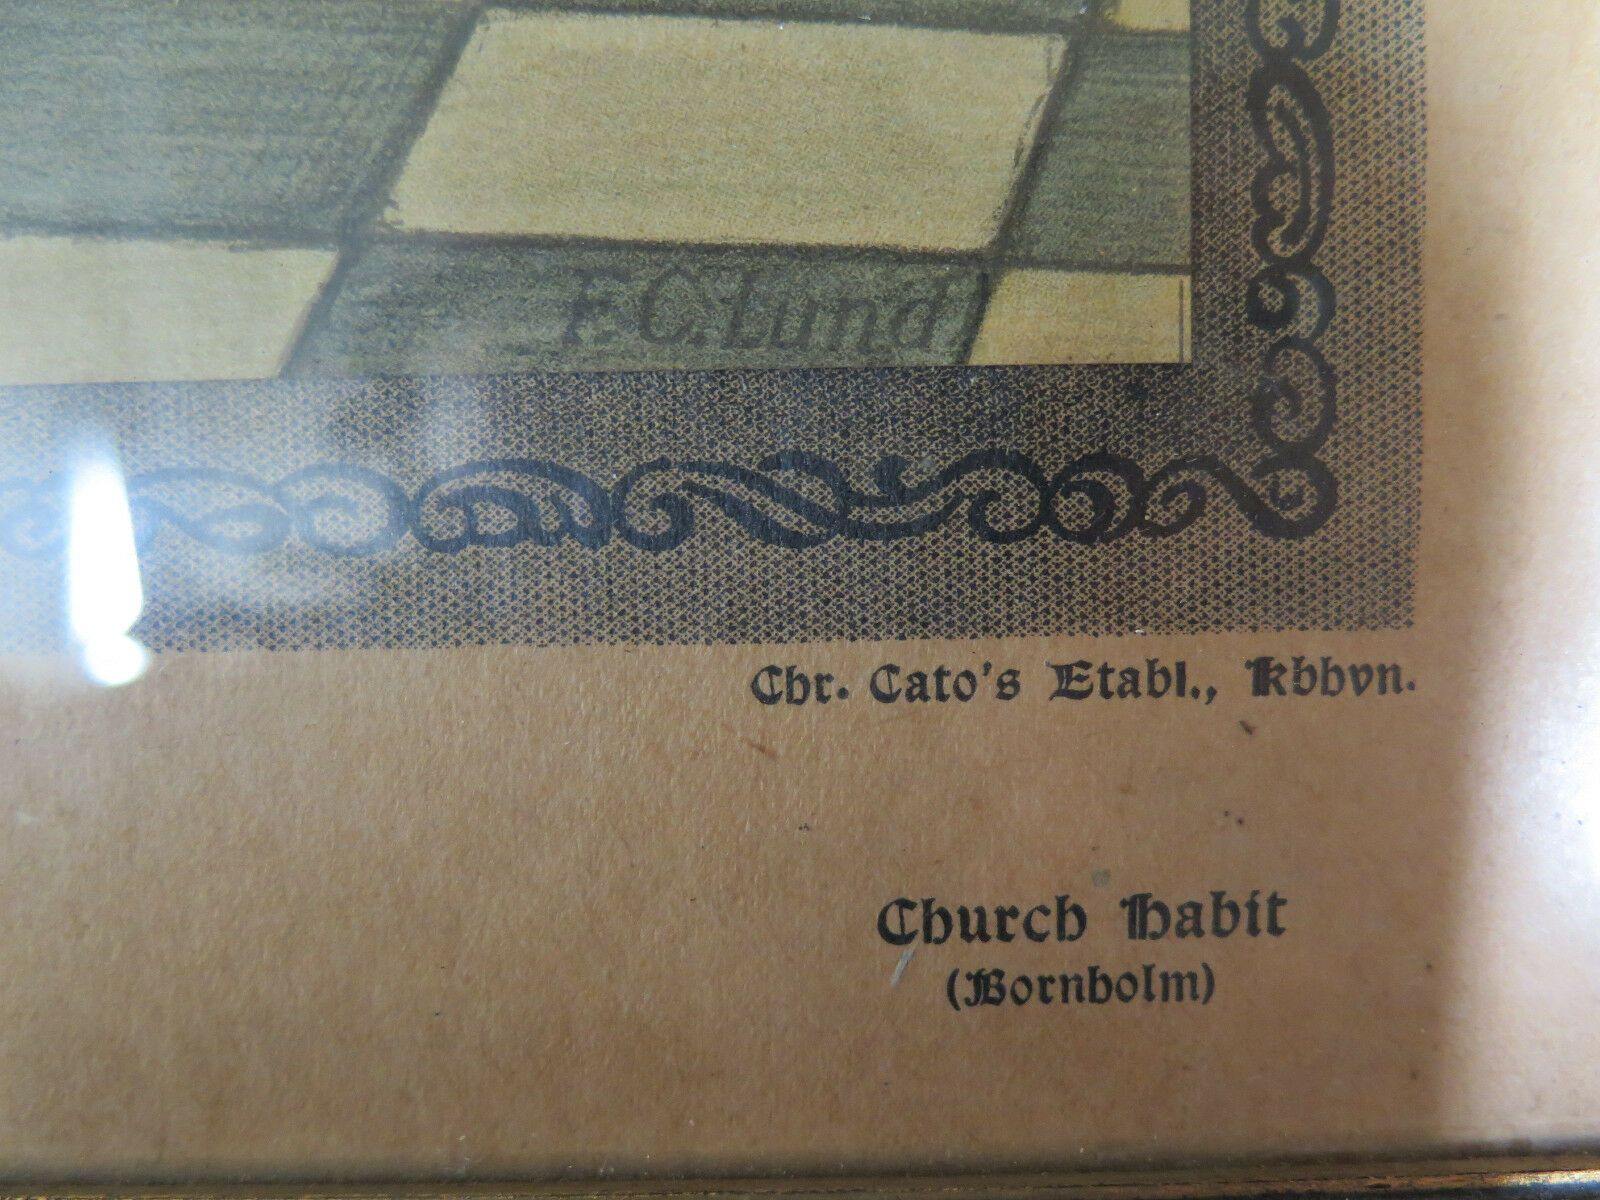 F.C. Lund
Chr. Cato's Etabl., Kbhvn.
Church Habit
(Bornholm)